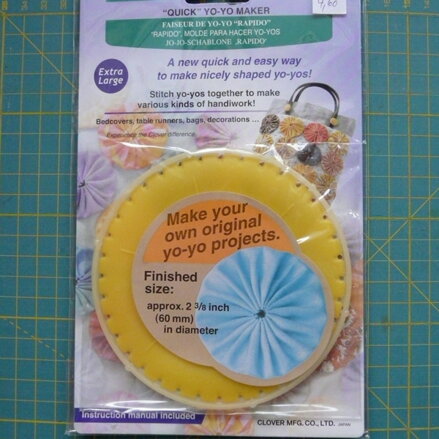 "QUICK" YO-YO MAKER
9,60
FAISEUR DE YO-YO "RAPIDO"
"RAPIDO", MOLDE PARA HACER YO-YOS
JO-JO-SCHABLONE „RAPIDO“
Extra
Large
A new quick and easy way
to make nicely shaped yo-yos!
Stitch yo-yos together to make
various kinds of handiwork!
Bedcovers, table runners, bags, decorations ...
Experience the Clover difference.
Make your
own original
yo-yo projects.
Finished
size:
approx. 2 3/8 inch
(60 mm)
in diameter
Instruction manual included
CLOVER MFG. CO., LTD. JAPAN